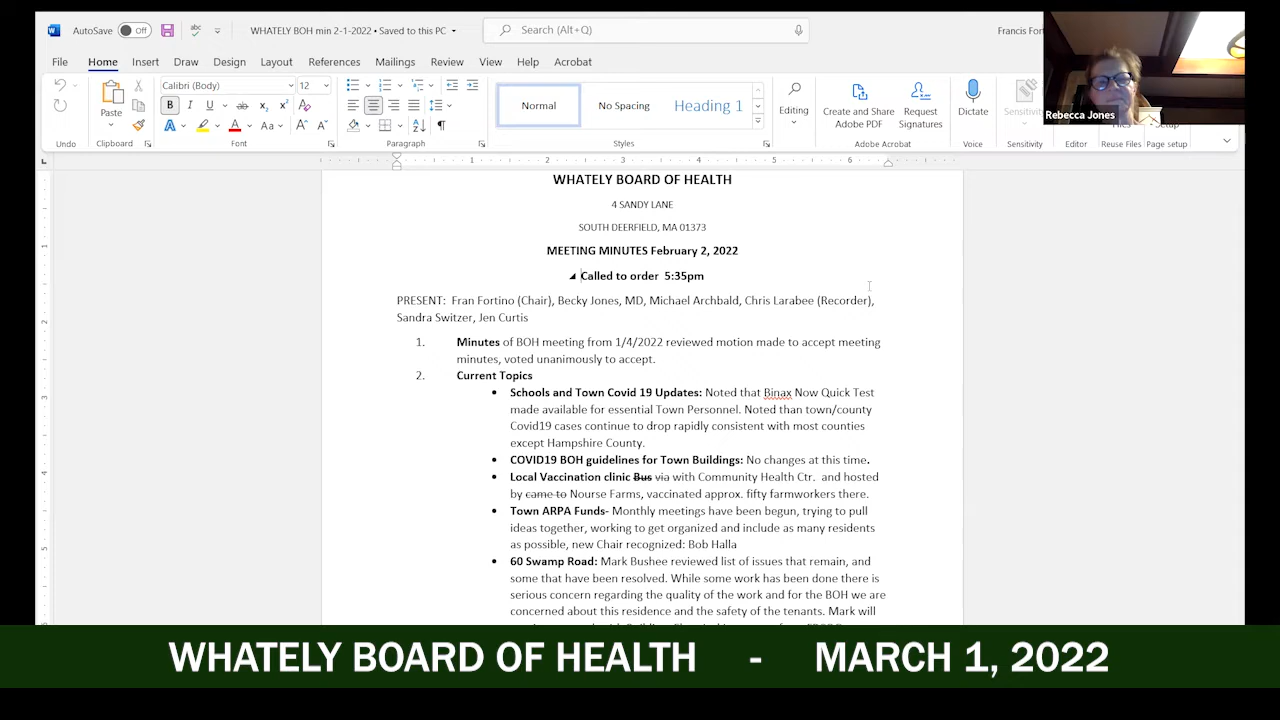 AutoSave Off
WHATELY BOH min 2-1-2022 • Saved to this PC
Search (Alt+Q)
Francis Fort
File Home Insert Draw Design Layout References Mailings Review View Help Acrobat
Calibri (Body) 12
Paste
B I U ab x₂ x²
A A Aa A A
Normal
No Spacing
Heading 1
Editing
Create and Share
Adobe PDF
Request
Signatures
Dictate
Sensitivity
Files
Undo Clipboard Font Paragraph Styles Adobe Acrobat Voice Sensitivity Editor Reuse Files Page setup
Rebecca Jones
1 2 3 4 5 6
WHATELY BOARD OF HEALTH
4 SANDY LANE
SOUTH DEERFIELD, MA 01373
MEETING MINUTES February 2, 2022
Called to order 5:35pm
PRESENT: Fran Fortino (Chair), Becky Jones, MD, Michael Archbald, Chris Larabee (Recorder),
Sandra Switzer, Jen Curtis
1. Minutes of BOH meeting from 1/4/2022 reviewed motion made to accept meeting
minutes, voted unanimously to accept.
2. Current Topics
• Schools and Town Covid 19 Updates: Noted that Binax Now Quick Test
made available for essential Town Personnel. Noted than town/county
Covid19 cases continue to drop rapidly consistent with most counties
except Hampshire County.
• COVID19 BOH guidelines for Town Buildings: No changes at this time.
• Local Vaccination clinic Bus via with Community Health Ctr. and hosted
by came to Nourse Farms, vaccinated approx. fifty farmworkers there.
• Town ARPA Funds- Monthly meetings have been begun, trying to pull
ideas together, working to get organized and include as many residents
as possible, new Chair recognized: Bob Halla
• 60 Swamp Road: Mark Bushee reviewed list of issues that remain, and
some that have been resolved. While some work has been done there is
serious concern regarding the quality of the work and for the BOH we are
concerned about this residence and the safety of the tenants. Mark will
WHATELY BOARD OF HEALTH - MARCH 1, 2022